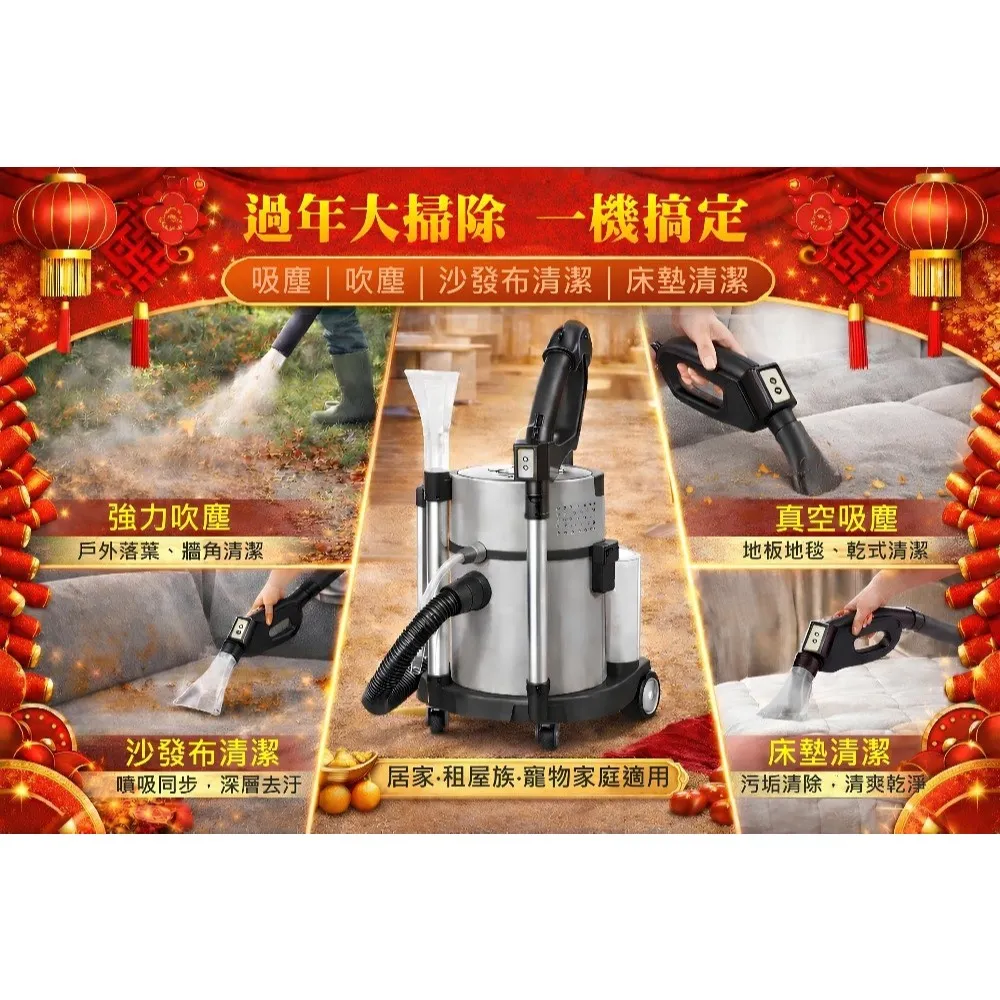 過年大掃除 一機搞定
吸塵｜吹塵｜沙發布清潔｜床墊清潔
強力吹塵
戶外落葉、牆角清潔
真空吸塵
地板地毯、乾式清潔
沙發布清潔
噴吸同步，深層去汙
居家·租屋族·寵物家庭適用
床墊清潔
污垢清除，清爽乾淨